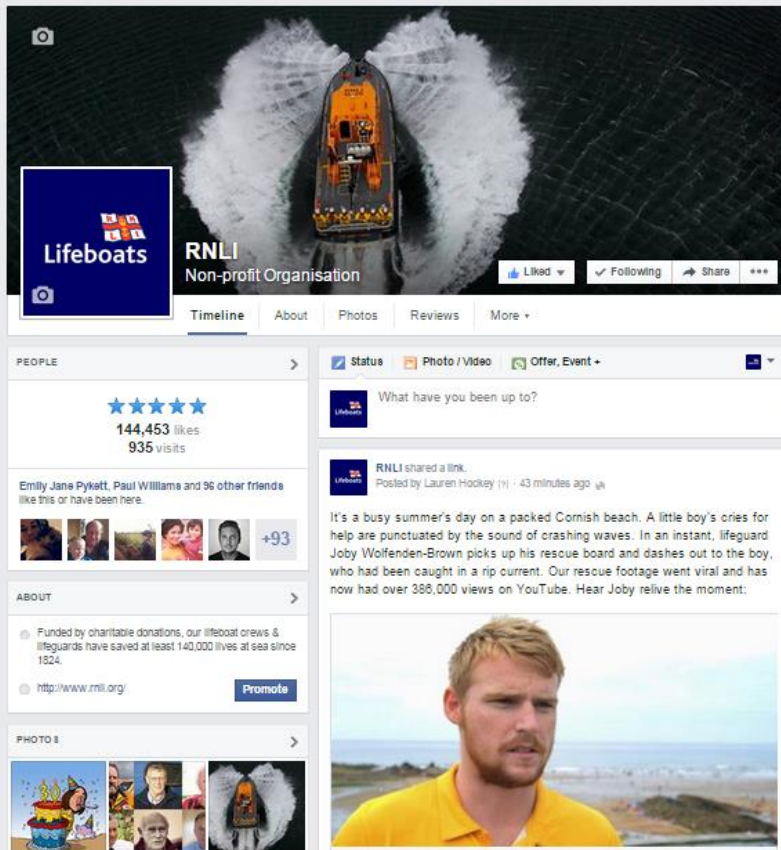 Lifeboats
RNLI
Non-profit Organisation
Liked
Following
Share
Timeline
About
Photos
Reviews
More
PEOPLE
144,453 likes
935 visits
Emily Jane Pykett, Paul Williams and 96 other friends
like this or have been here.
+93
ABOUT
Funded by charitable donations, our lifeboat crews &
lifeguards have saved at least 140,000 lives at sea since
1824.
http://www.rnli.org/
Promote
PHOTOS
30
Status
Photo / Video
Offer, Event +
Lifeboats
What have you been up to?
Lifeboats
RNLI shared a link.
Posted by Lauren Hockey [?] · 43 minutes ago
It's a busy summer's day on a packed Cornish beach. A little boy's cries for
help are punctuated by the sound of crashing waves. In an instant, lifeguard
Joby Wolfenden-Brown picks up his rescue board and dashes out to the boy,
who had been caught in a rip current. Our rescue footage went viral and has
now had over 386,000 views on YouTube. Hear Joby relive the moment: